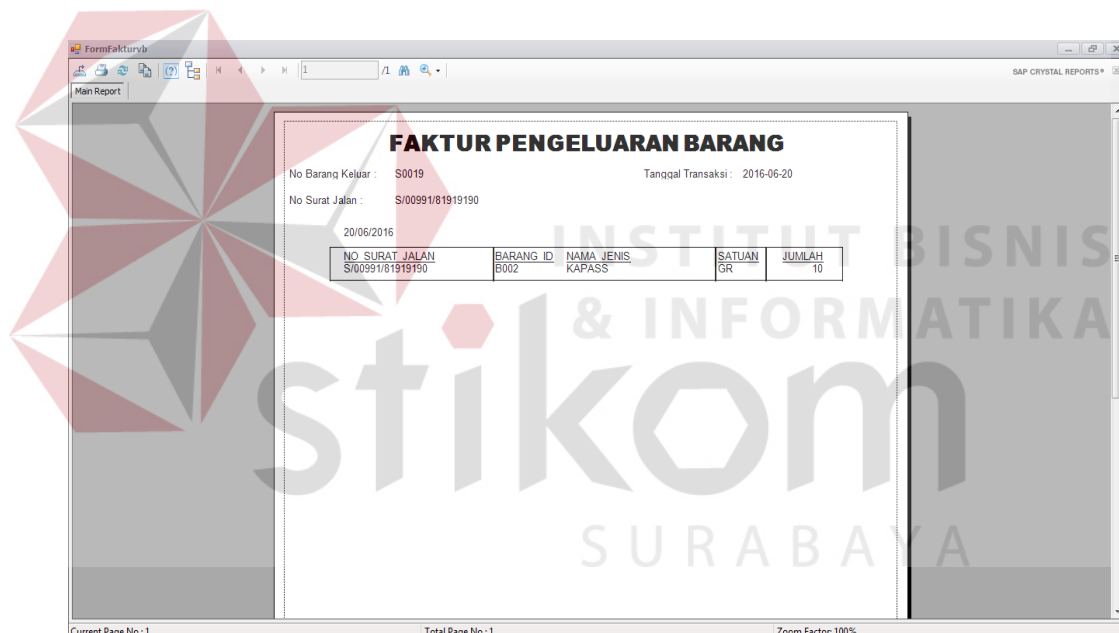 FormFakturvb
1 /1 SAP CRYSTAL REPORTS®
Main Report
FAKTUR PENGELUARAN BARANG
No Barang Keluar : S0019 Tanggal Transaksi : 2016-06-20
No Surat Jalan : S/00991/81919190
20/06/2016
NO SURAT JALAN BARANG ID NAMA JENIS SATUAN JUMLAH
S/00991/81919190 B002 KAPASS GR 10
INSTITUT BISNIS
& INFORMATIKA
stikom
SURABAYA
Current Page No.: 1 Total Page No.: 1 Zoom Factor: 100%